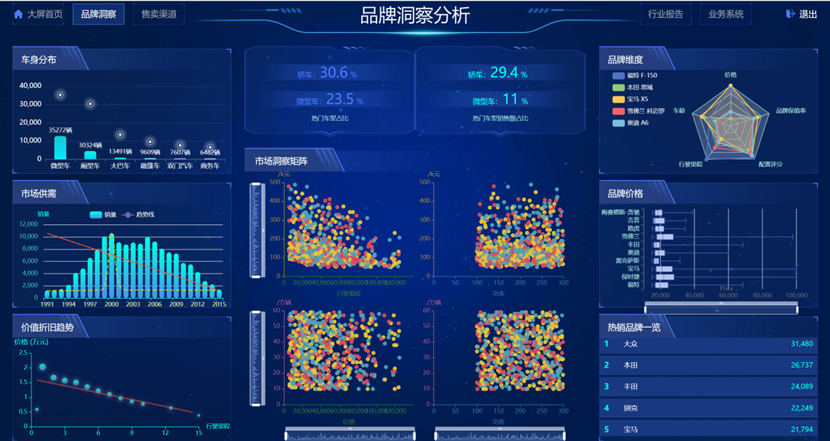 大屏首页
品牌洞察
售卖渠道
品牌洞察分析
行业报告
业务系统
退出
车身分布
40,000
30,000
20,000
10,000
0
35272辆
30324辆
13491辆
9609辆
7607辆
6482辆
微型车
厢型车
大巴车
敞篷车
双门汽车
商务车
轿车: 30.6 %
轿车: 29.4 %
微型车: 23.5 %
微型车: 11 %
热门车型占比
热门车型销售额占比
品牌维度
福特 F-150
本田 思域
宝马 X5
雪佛兰 科迈罗
奥迪 A6
价格
品牌保值率
配置评分
行驶里程
车龄
市场供需
销量
销量
趋势线
12,000
10,000
8,000
6,000
4,000
2,000
0
1991
1994
1997
2000
2003
2006
2009
2012
2015
市场洞察矩阵
/美元
500
400
300
200
100
0
行驶里程
/美元
500
400
300
200
100
0
0
50
100
150
200
250
300
功率
/万辆
60
50
40
30
20
10
0
价格
/万辆
60
50
40
30
20
10
0
0
50
100
150
200
250
300
功率
品牌价格
梅赛德斯-奔驰
吉普
路虎
雪佛兰
丰田
奥迪
雷克萨斯
宝马
保时捷
福特
Price
20,000
40,000
60,000
80,000
100,000
价值折旧趋势
价格 (万元)
2.5
2
1.5
1
0.5
0
0
3
6
9
12
15
行驶里程
热销品牌一览
1 大众 31,480
2 本田 26,737
3 丰田 24,089
4 别克 22,249
5 宝马 21,794